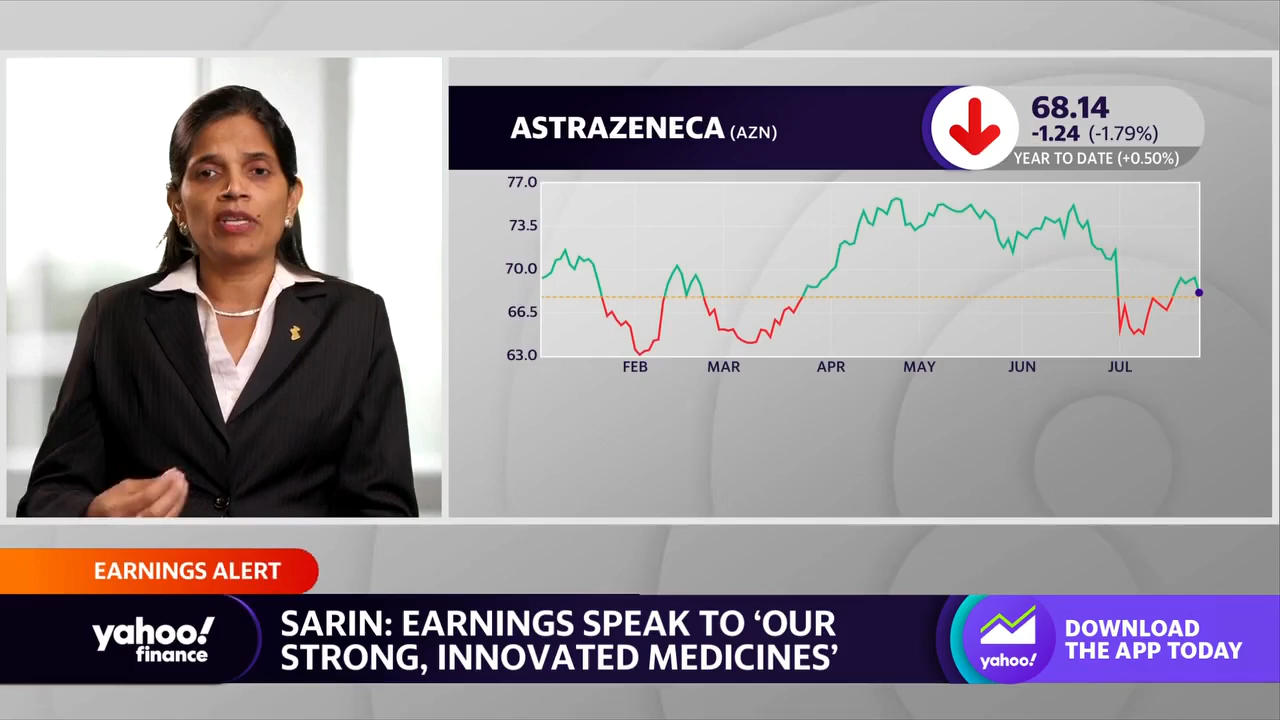 ASTRAZENECA (AZN)
68.14
-1.24 (-1.79%)
YEAR TO DATE (+0.50%)
77.0
73.5
70.0
66.5
63.0
FEB MAR APR MAY JUN JUL
EARNINGS ALERT
yahoo!
finance
SARIN: EARNINGS SPEAK TO ‘OUR
STRONG, INNOVATED MEDICINES’
yahoo!
DOWNLOAD
THE APP TODAY